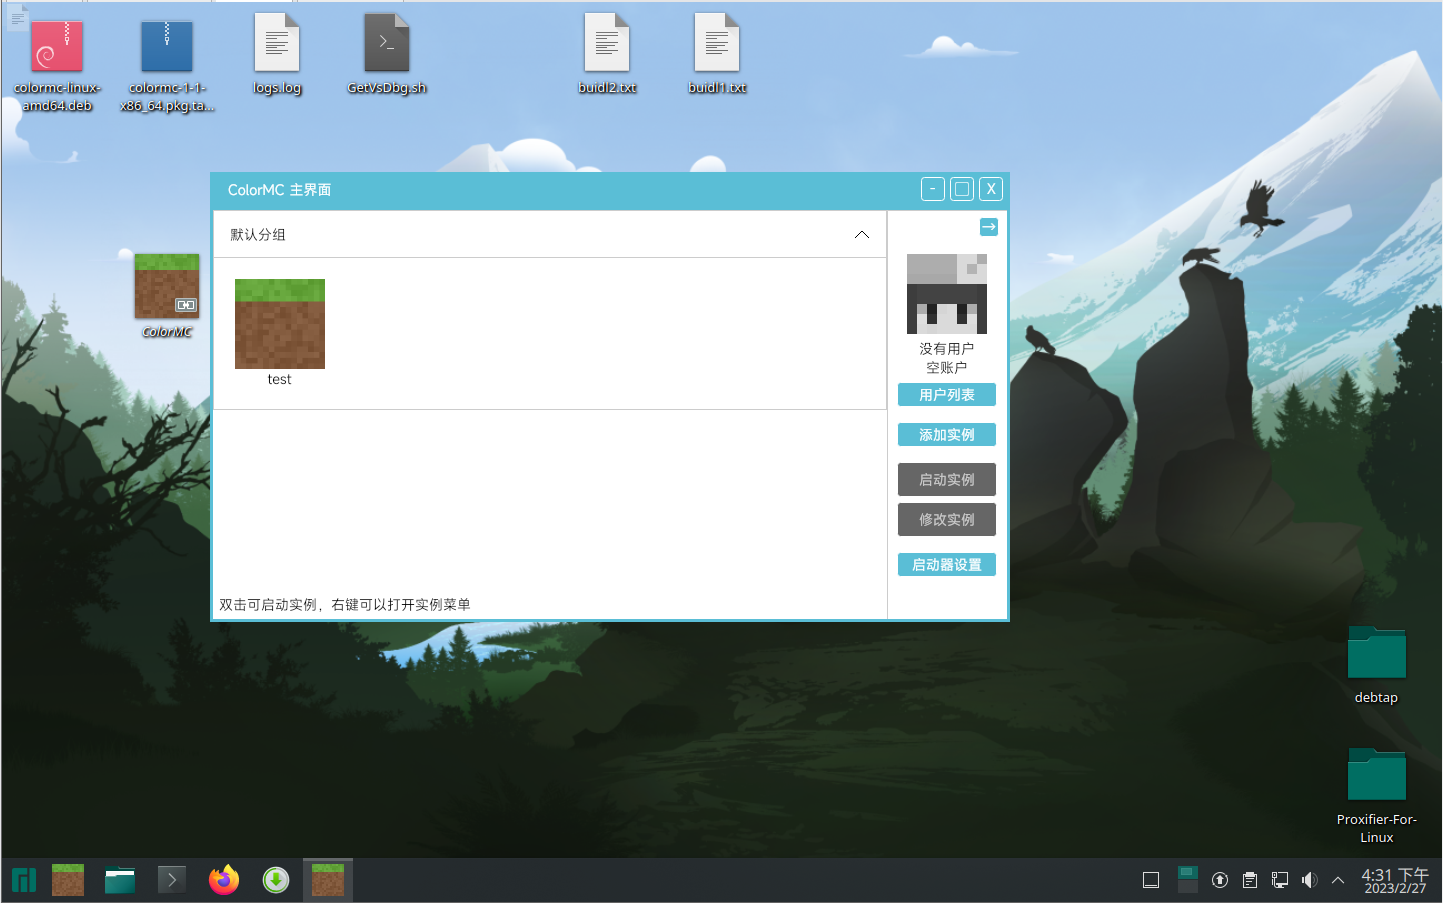 colormc-linux-
amd64.deb
colormc-1-1-
x86_64.pkg.ta...
logs.log
GetVsDbg.sh
buidl2.txt
buidl1.txt
ColorMC
ColorMC 主界面
- X
默认分组
test
双击可启动实例，右键可以打开实例菜单
没有用户
空账户
用户列表
添加实例
启动实例
修改实例
启动器设置
debtap
Proxifier-For-
Linux
4:31 下午
2023/2/27